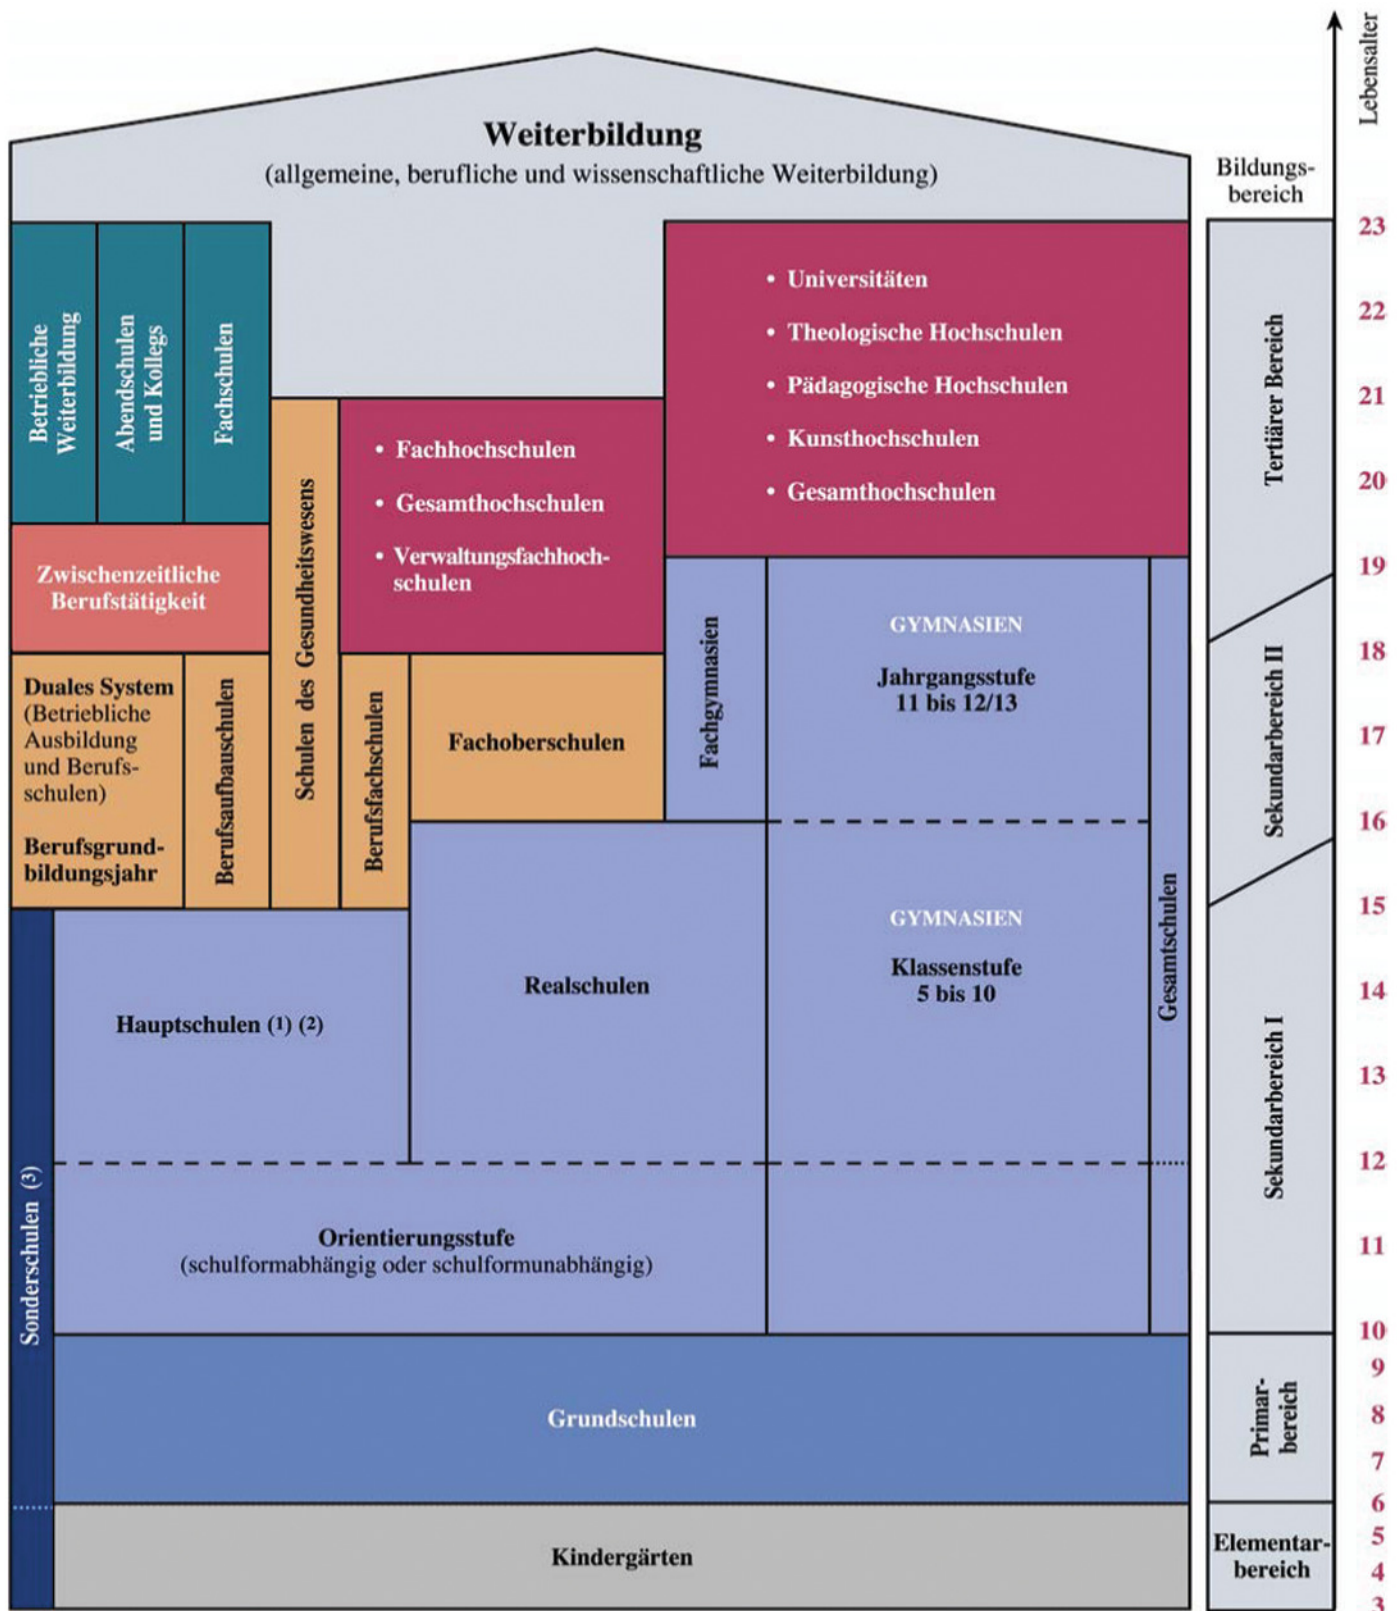 Lebensalter
Weiterbildung
(allgemeine, berufliche und wissenschaftliche Weiterbildung)
Bildungs-
bereich
Betriebliche
Weiterbildung
Abendschulen
und Kollegs
Fachschulen
Zwischenzeitliche
Berufstätigkeit
Duales System
(Betriebliche
Ausbildung
und Berufs-
schulen)
Berufsgrund-
bildungsjahr
Berufsaufbauschulen
Schulen des Gesundheitswesens
• Fachhochschulen
• Gesamthochschulen
• Verwaltungsfachhoch-
schulen
Berufsfachschulen
Fachoberschulen
• Universitäten
• Theologische Hochschulen
• Pädagogische Hochschulen
• Kunsthochschulen
• Gesamthochschulen
Fachgymnasien
GYMNASIEN
Jahrgangsstufe
11 bis 12/13
GYMNASIEN
Klassenstufe
5 bis 10
Gesamtschulen
Realschulen
Hauptschulen (1) (2)
Sonderschulen (3)
Orientierungsstufe
(schulformabhängig oder schulformunabhängig)
Grundschulen
Kindergärten
Tertiärer Bereich
Sekundarbereich II
Sekundarbereich I
Primar-
bereich
Elementar-
bereich
23
22
21
20
19
18
17
16
15
14
13
12
11
10
9
8
7
6
5
4
3